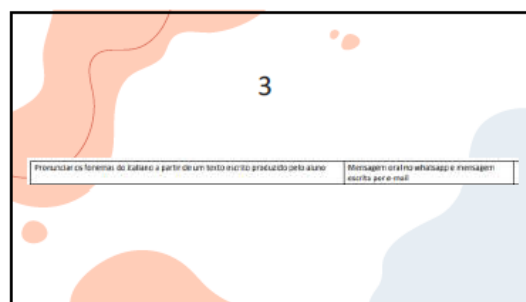 3
Pronunciar os fonemas do italiano a partir de um texto escrito produzido pelo aluno
Mensagem oral no whatsapp e mensagem
escrita por e-mail